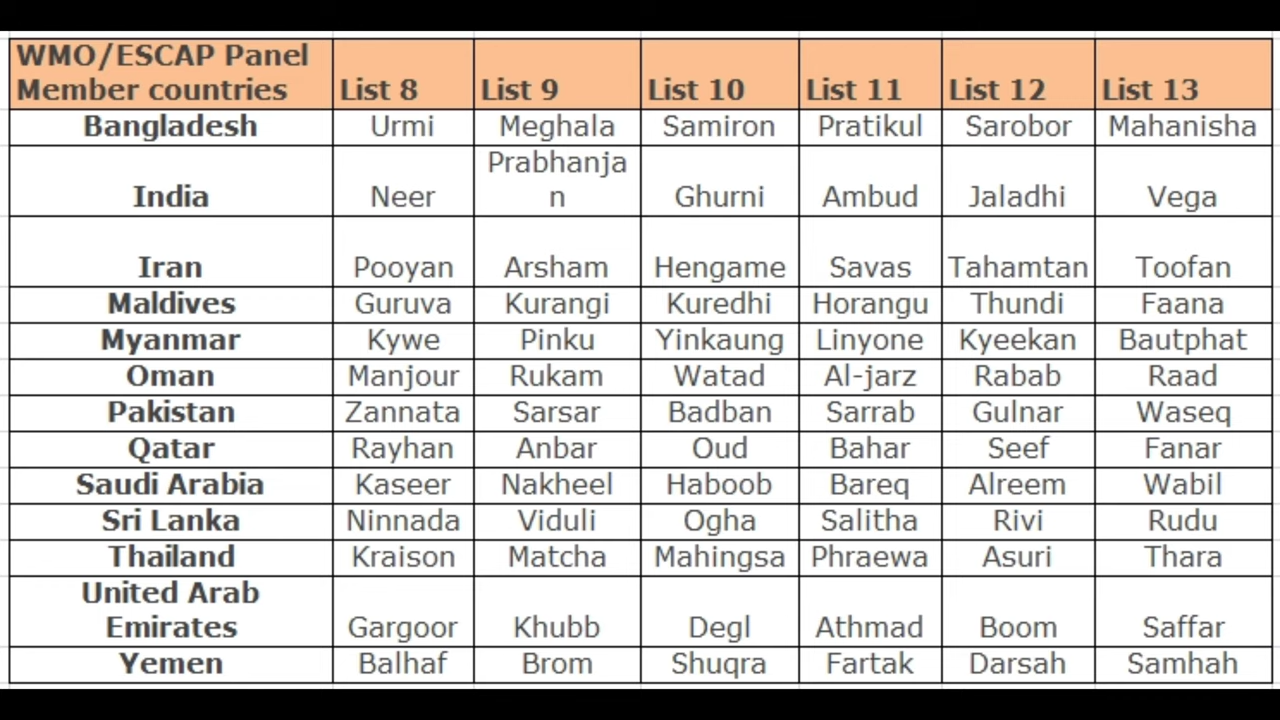 WMO/ESCAP Panel
Member countries List 8 List 9 List 10 List 11 List 12 List 13
Bangladesh Urmi Meghala Samiron Pratikul Sarobor Mahanisha
Prabhanja
India Neer n Ghurni Ambud Jaladhi Vega
Iran Pooyan Arsham Hengame Savas Tahamtan Toofan
Maldives Guruva Kurangi Kuredhi Horangu Thundi Faana
Myanmar Kywe Pinku Yinkaung Linyone Kyeekan Bautphat
Oman Manjour Rukam Watad Al-jarz Rabab Raad
Pakistan Zannata Sarsar Badban Sarrab Gulnar Waseq
Qatar Rayhan Anbar Oud Bahar Seef Fanar
Saudi Arabia Kaseer Nakheel Haboob Bareq Alreem Wabil
Sri Lanka Ninnada Viduli Ogha Salitha Rivi Rudu
Thailand Kraison Matcha Mahingsa Phraewa Asuri Thara
United Arab
Emirates Gargoor Khubb Degl Athmad Boom Saffar
Yemen Balhaf Brom Shuqra Fartak Darsah Samhah